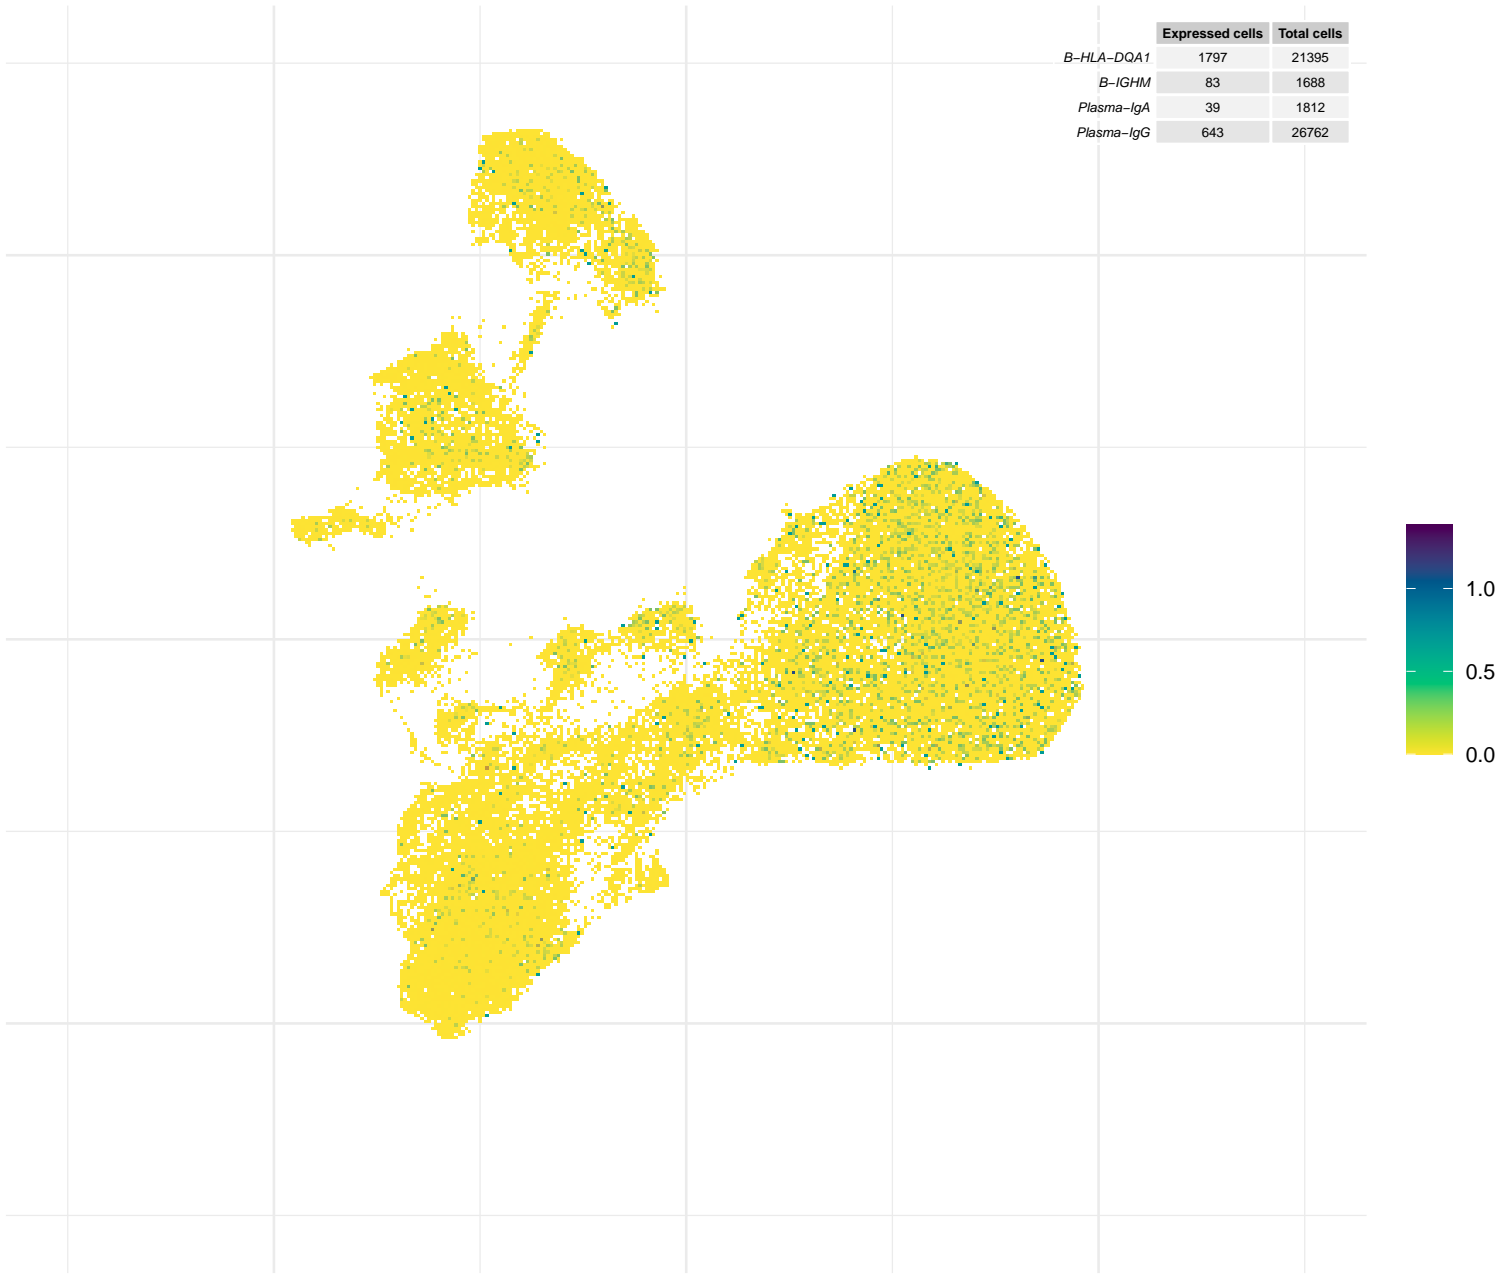 Expressed cells Total cells
B−HLA−DQA1 1797 21395
B−IGHM 83 1688
Plasma−IgA 39 1812
Plasma−IgG 643 26762
1.0
0.5
0.0